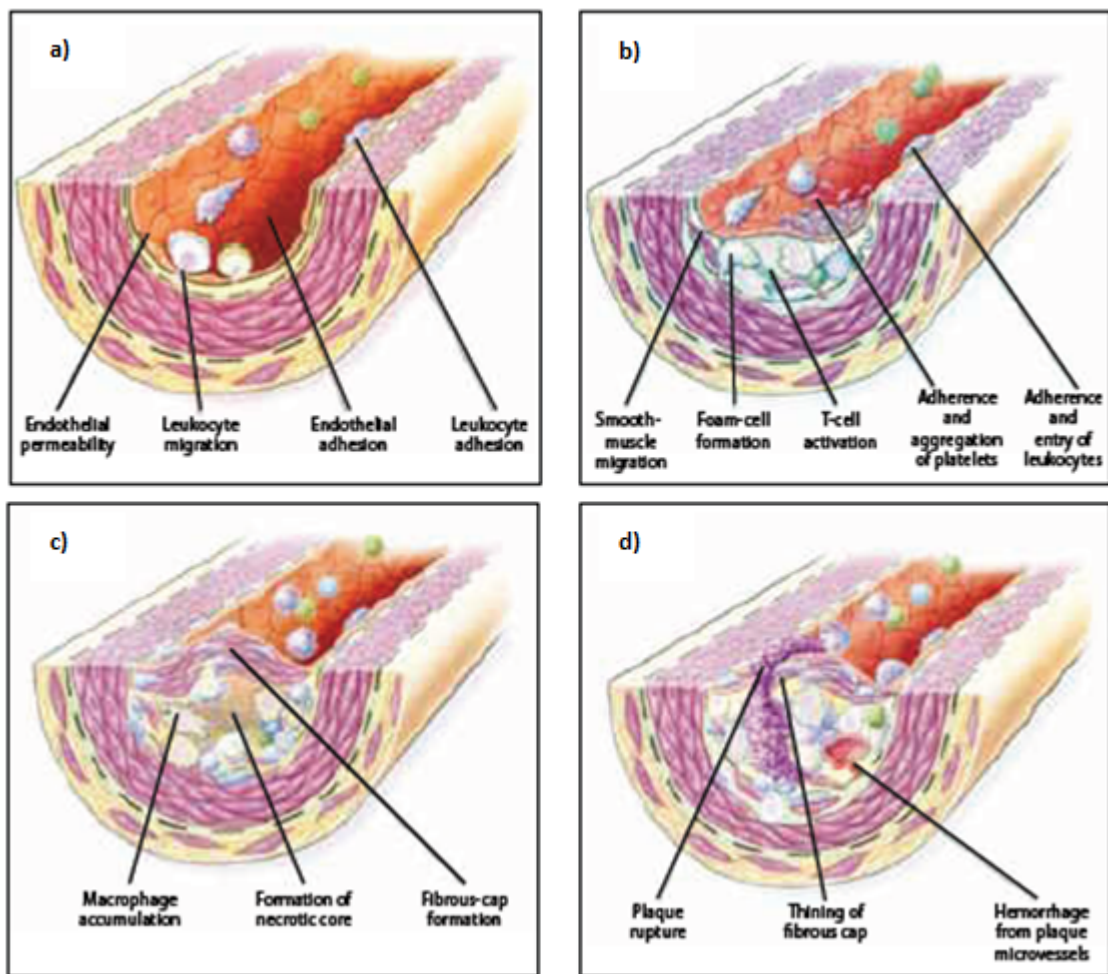 a)
Endothelial
permeability
Leukocyte
migration
Endothelial
adhesion
Leukocyte
adhesion
b)
Smooth-
muscle
migration
Foam-cell
formation
T-cell
activation
Adherence
and
aggregation
of platelets
Adherence
and
entry of
leukocytes
c)
Macrophage
accumulation
Formation of
necrotic core
Fibrous-cap
formation
d)
Plaque
rupture
Thining of
fibrous cap
Hemorrhage
from plaque
microvessels